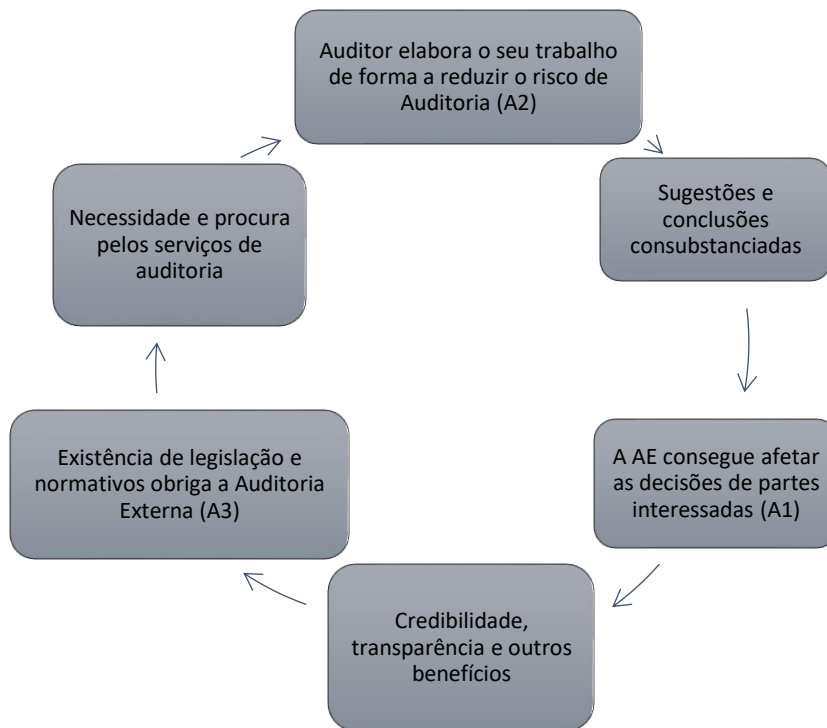 Auditor elabora o seu trabalho
de forma a reduzir o risco de
Auditoria (A2)
Sugestões e
conclusões
consubstanciadas
A AE consegue afetar
as decisões de partes
interessadas (A1)
Credibilidade,
transparência e outros
benefícios
Existência de legislação e
normativos obriga a Auditoria
Externa (A3)
Necessidade e procura
pelos serviços de
auditoria